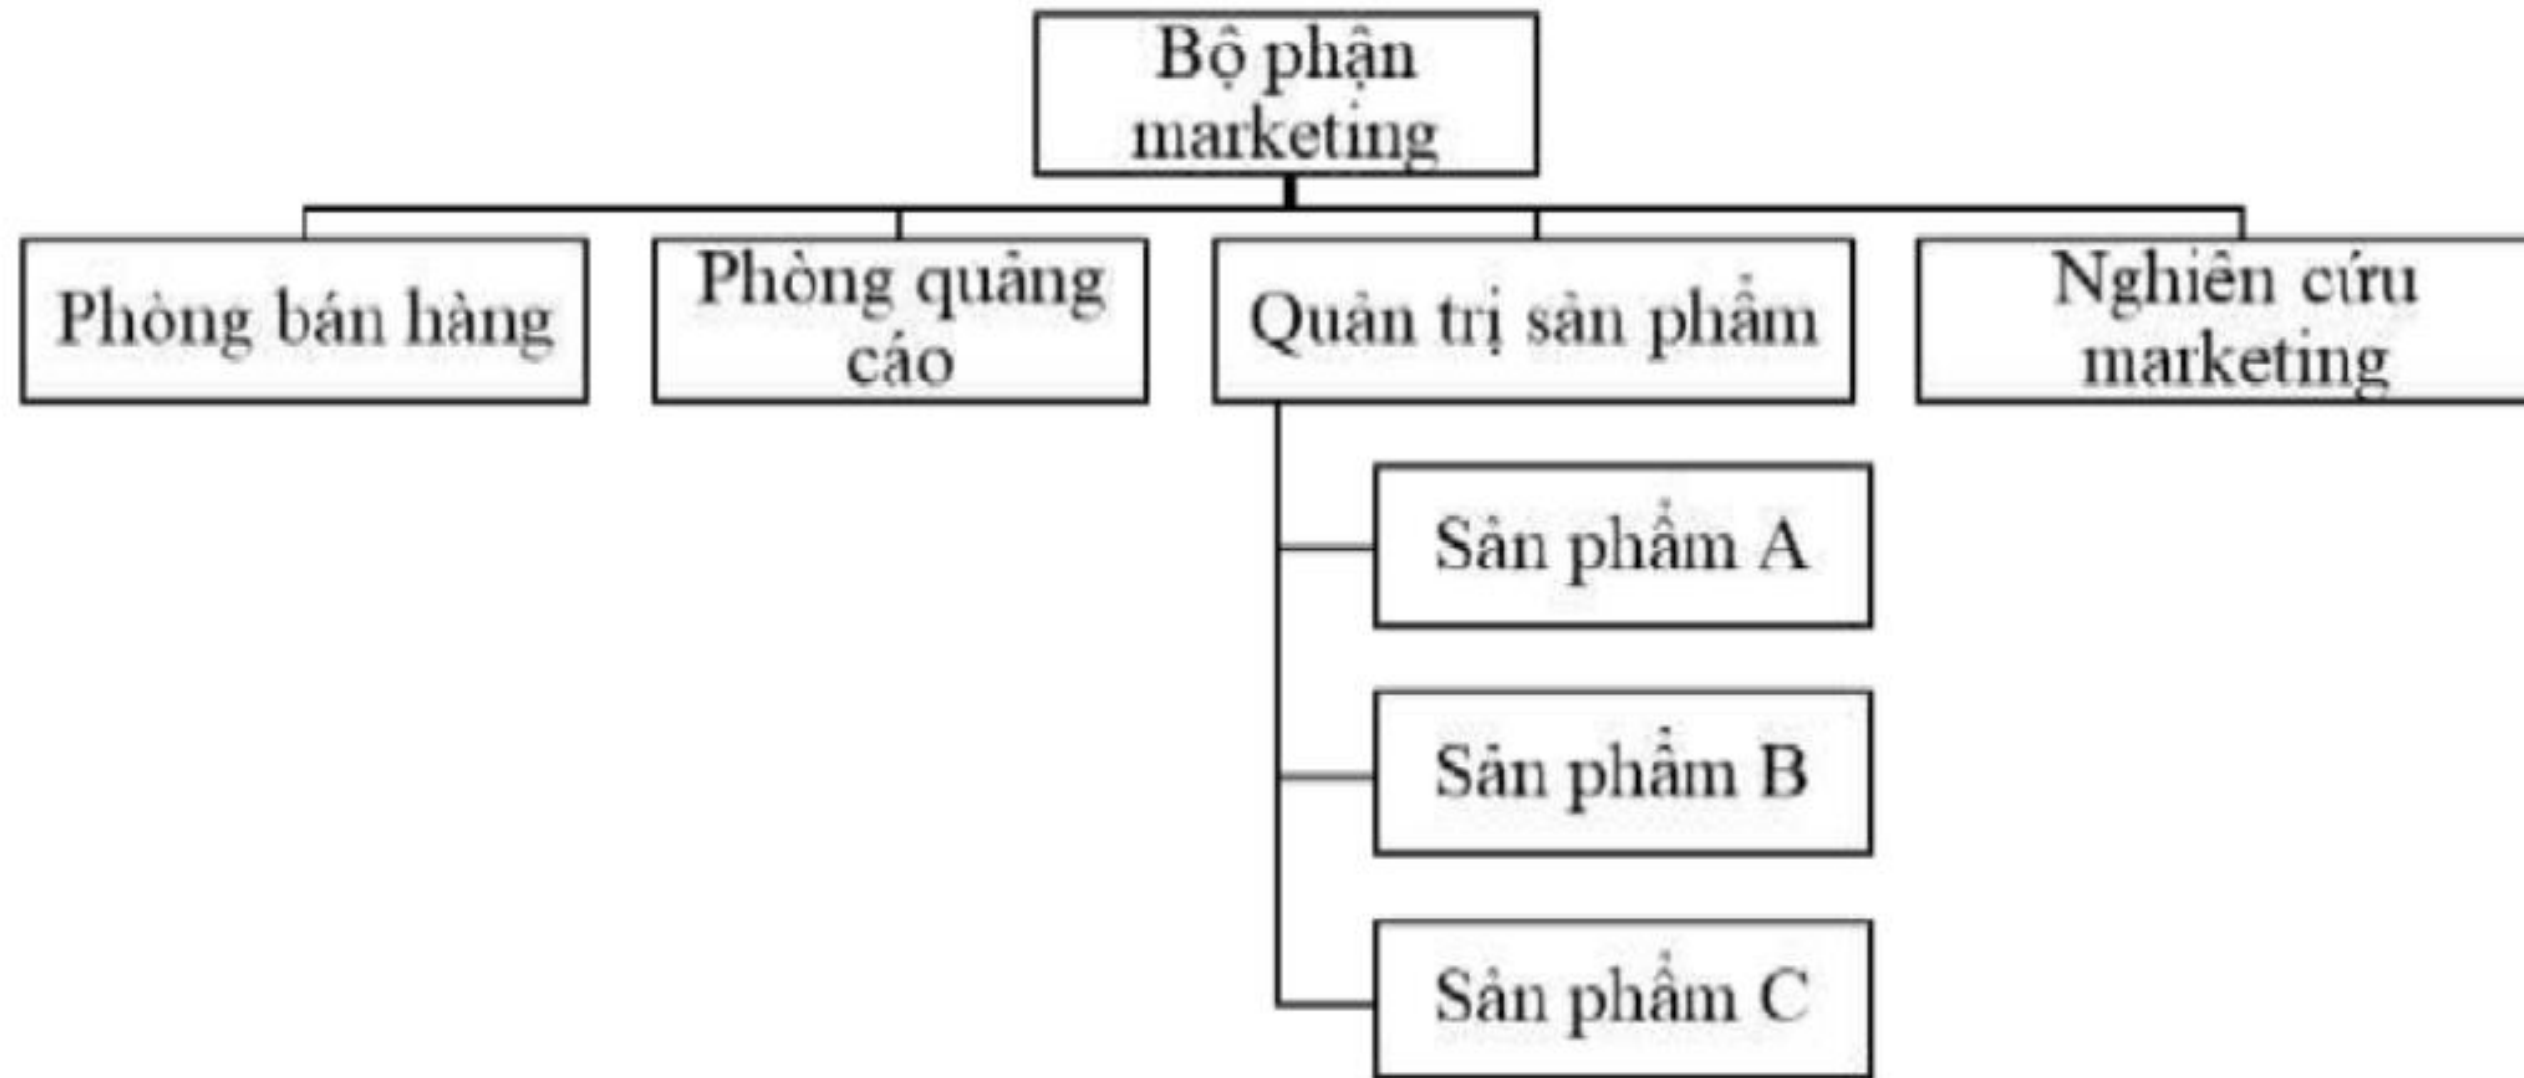 Bộ phận
marketing
Phòng bán hàng
Phòng quảng
cáo
Quản trị sản phẩm
Nghiên cứu
marketing
Sản phẩm A
Sản phẩm B
Sản phẩm C